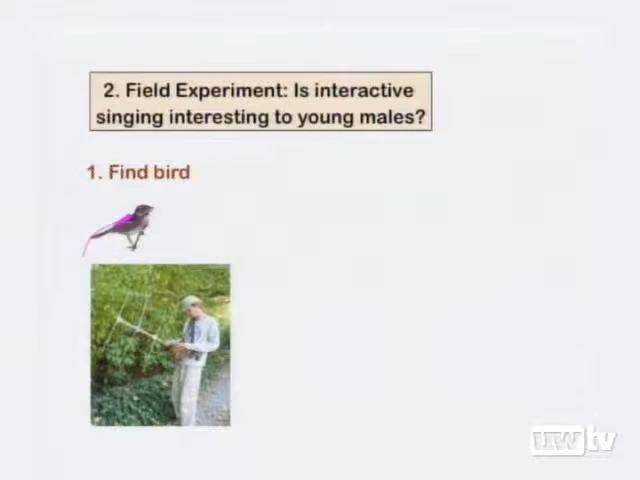 2. Field Experiment: Is interactive
singing interesting to young males?
1. Find bird
UWtv